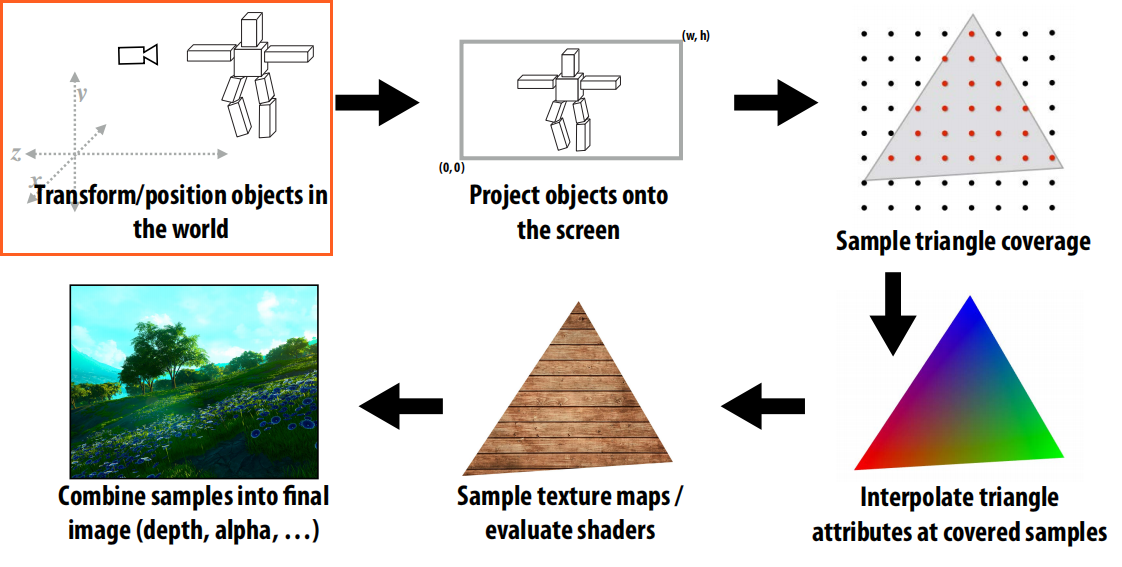 y
z
x
Transform/position objects in
the world
(w, h)
(0, 0)
Project objects onto
the screen
Sample triangle coverage
Combine samples into final
image (depth, alpha, …)
Sample texture maps /
evaluate shaders
Interpolate triangle
attributes at covered samples